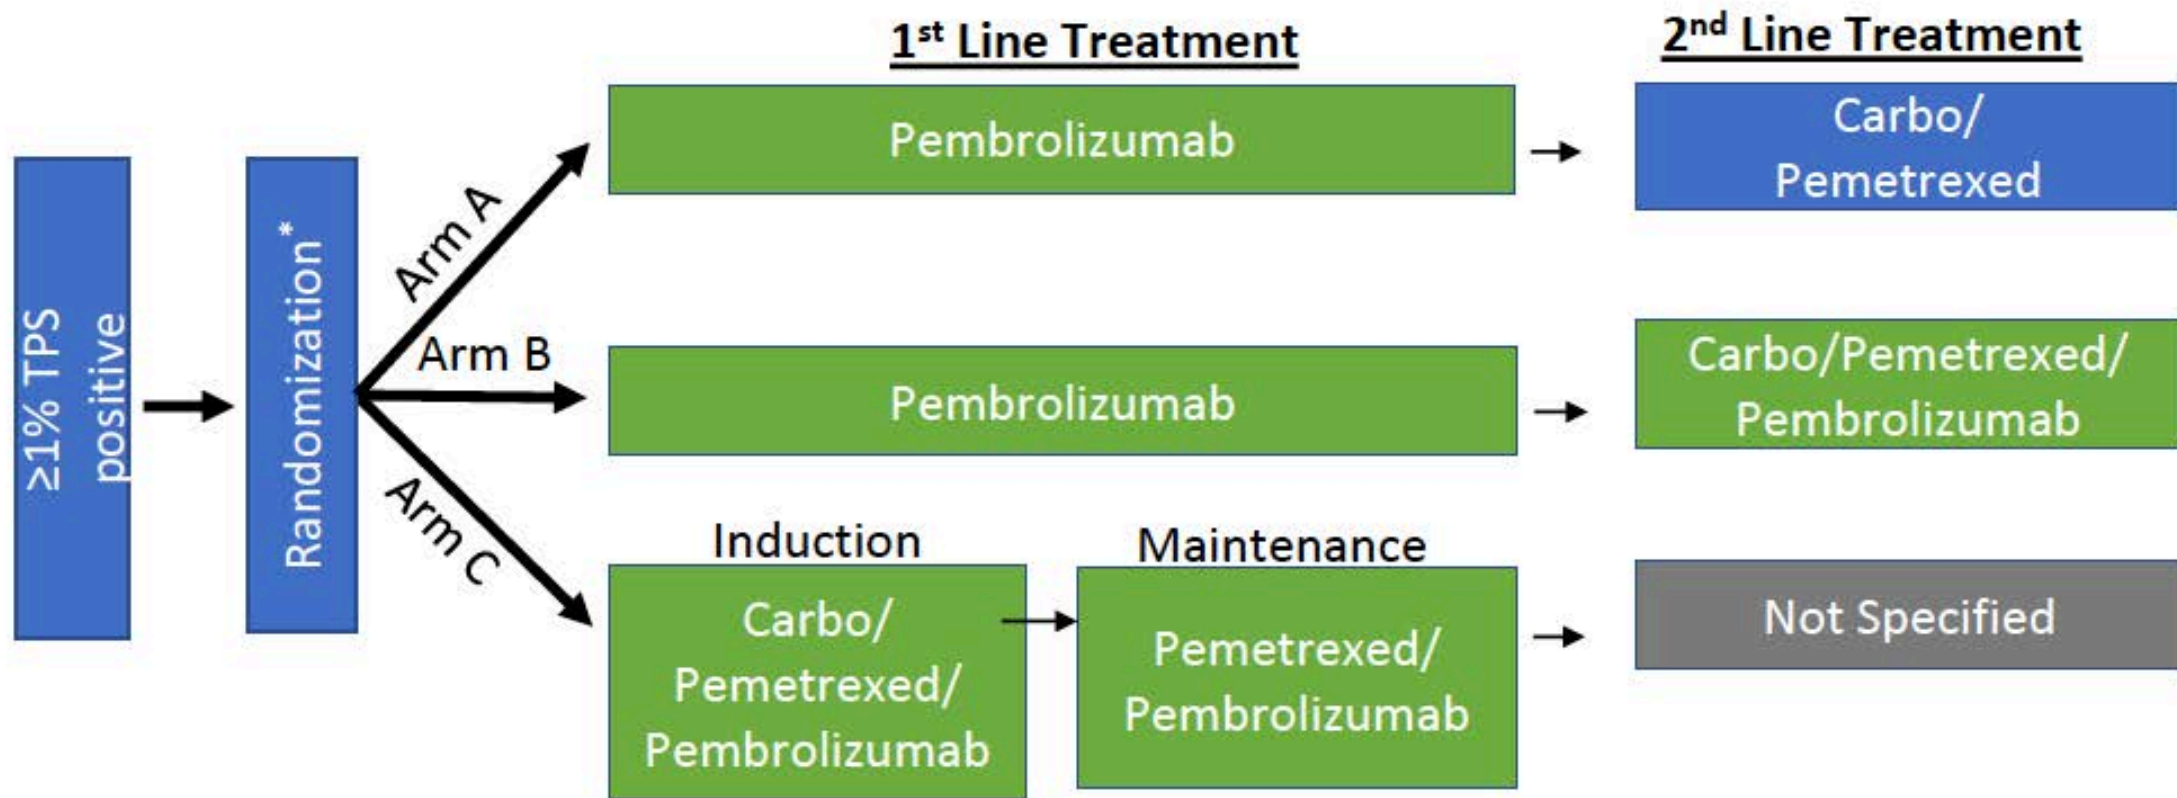 1st Line Treatment
2nd Line Treatment
≥1% TPS
positive
Randomization*
Arm A
Pembrolizumab
Carbo/
Pemetrexed
Arm B
Pembrolizumab
Carbo/Pemetrexed/
Pembrolizumab
Arm C
Induction
Carbo/
Pemetrexed/
Pembrolizumab
Maintenance
Pemetrexed/
Pembrolizumab
Not Specified